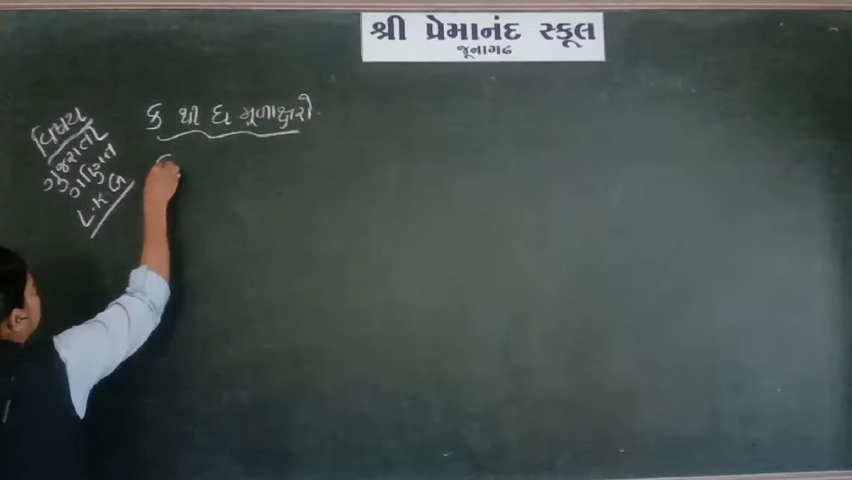 શ્રી પ્રેમાનંદ સ્કૂલ
જૂનાગઢ
ક થી ઘ મૂળાક્ષરો
વિષય
ગુજરાતી
ગણિત
L.K.G